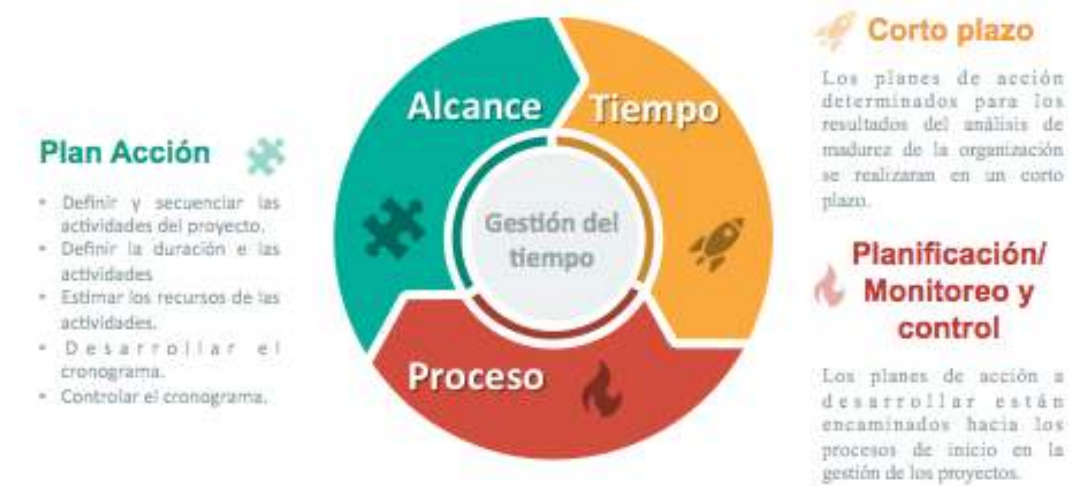 Plan Acción
• Definir y secuenciar las
actividades del proyecto.
• Definir la duración e las
actividades
• Estimar los recursos de las
actividades.
• Desarrollar el
cronograma.
• Controlar el cronograma.
Alcance
Tiempo
Gestión del
tiempo
Proceso
Corto plazo
Los planes de acción
determinados para los
resultados del análisis de
madurez de la organización
se realizaran en un corto
plazo.
Planificación/
Monitoreo y
control
Los planes de acción a
desarrollar están
encaminados hacia los
procesos de inicio en la
gestión de los proyectos.